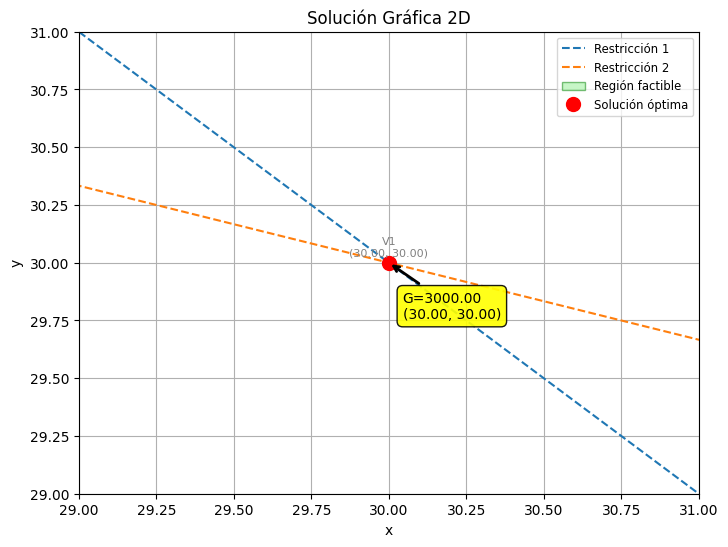 Solución Gráfica 2D
Restricción 1
Restricción 2
Región factible
Solución óptima
31.00
30.75
30.50
30.25
30.00
29.75
29.50
29.25
29.00
y
V1
(30.00, 30.00)
G=3000.00
(30.00, 30.00)
29.00 29.25 29.50 29.75 30.00 30.25 30.50 30.75 31.00
x